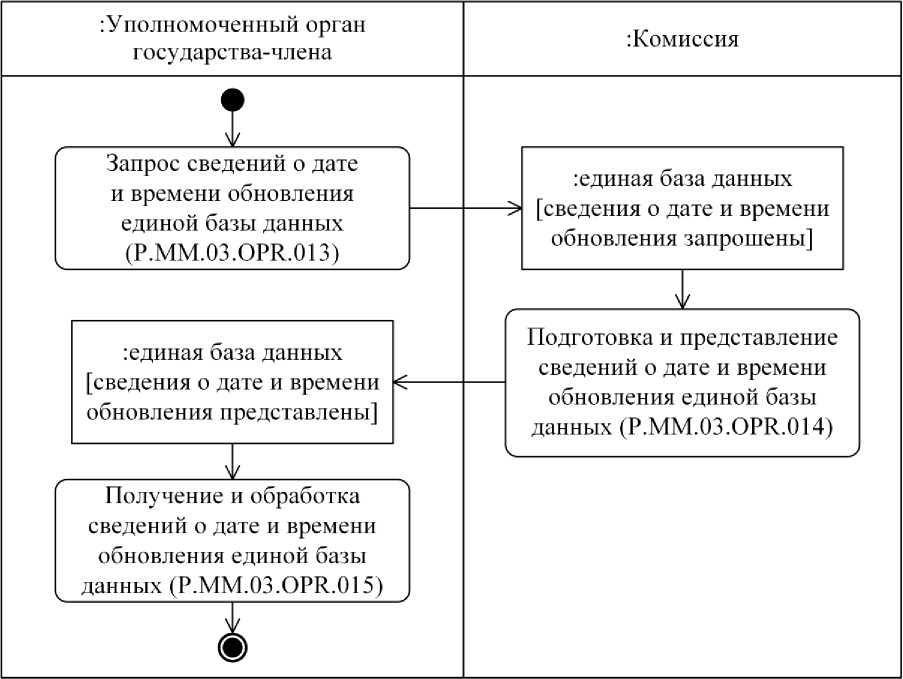 :Уполномоченный орган
государства-члена
:Комиссия
Запрос сведений о дате
и времени обновления
единой базы данных
(P.MM.03.OPR.013)
:единая база данных
[сведения о дате и времени
обновления запрошены]
Подготовка и представление
сведений о дате и времени
обновления единой базы
данных (P.MM.03.OPR.014)
:единая база данных
[сведения о дате и времени
обновления представлены]
Получение и обработка
сведений о дате и времени
обновления единой базы
данных (P.MM.03.OPR.015)